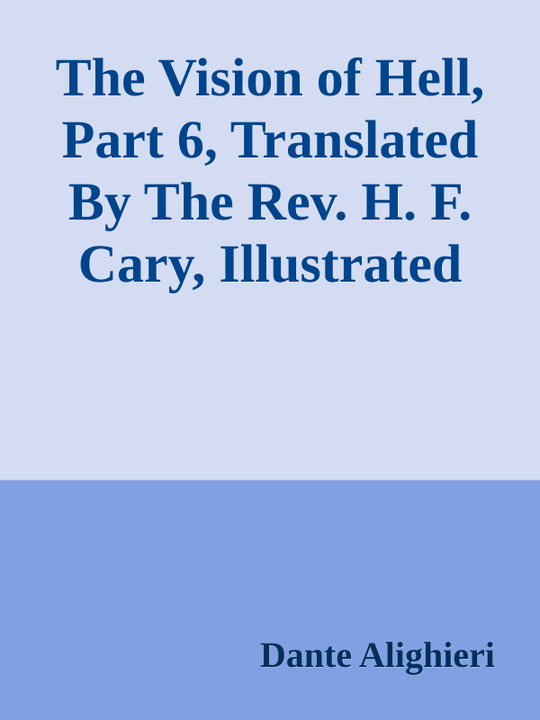 The Vision of Hell,
Part 6, Translated
By The Rev. H. F.
Cary, Illustrated
Dante Alighieri